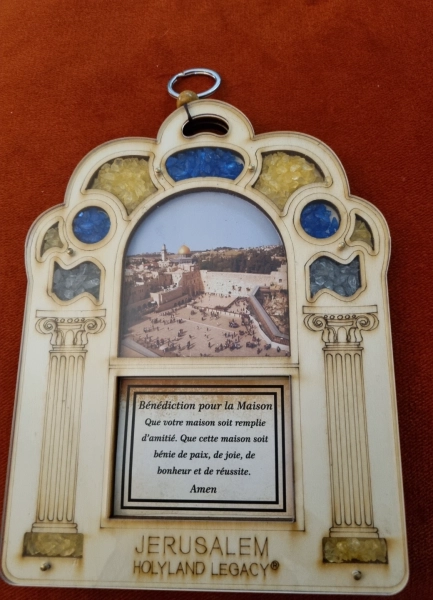 Bénédiction pour la Maison
Que votre maison soit remplie
d'amitié. Que cette maison soit
bénie de paix, de joie, de
bonheur et de réussite.
Amen
JERUSALEM
HOLYLAND LEGACY®